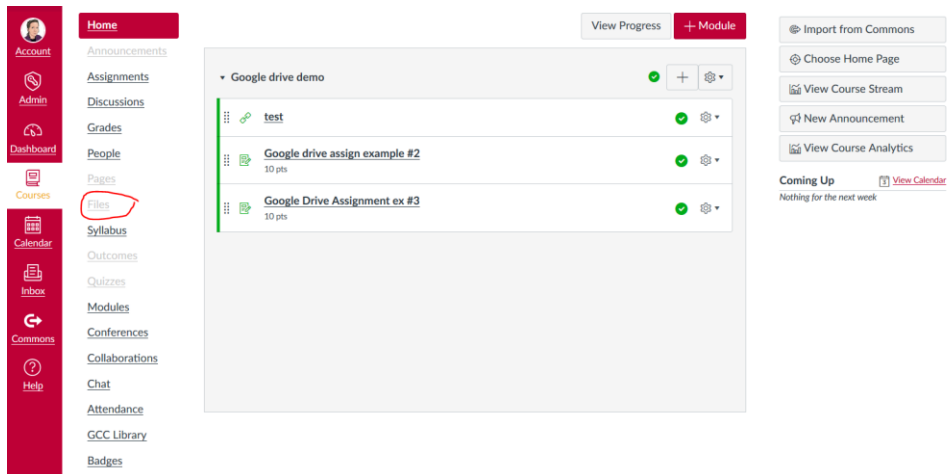 Account
Admin
Dashboard
Courses
Calendar
Inbox
Commons
Help
Home
Announcements
Assignments
Discussions
Grades
People
Pages
Files
Syllabus
Outcomes
Quizzes
Modules
Conferences
Collaborations
Chat
Attendance
GCC Library
Badges
View Progress
+ Module
Google drive demo
test
Google drive assign example #2
10 pts
Google Drive Assignment ex #3
10 pts
Import from Commons
Choose Home Page
View Course Stream
New Announcement
View Course Analytics
Coming Up View Calendar
Nothing for the next week